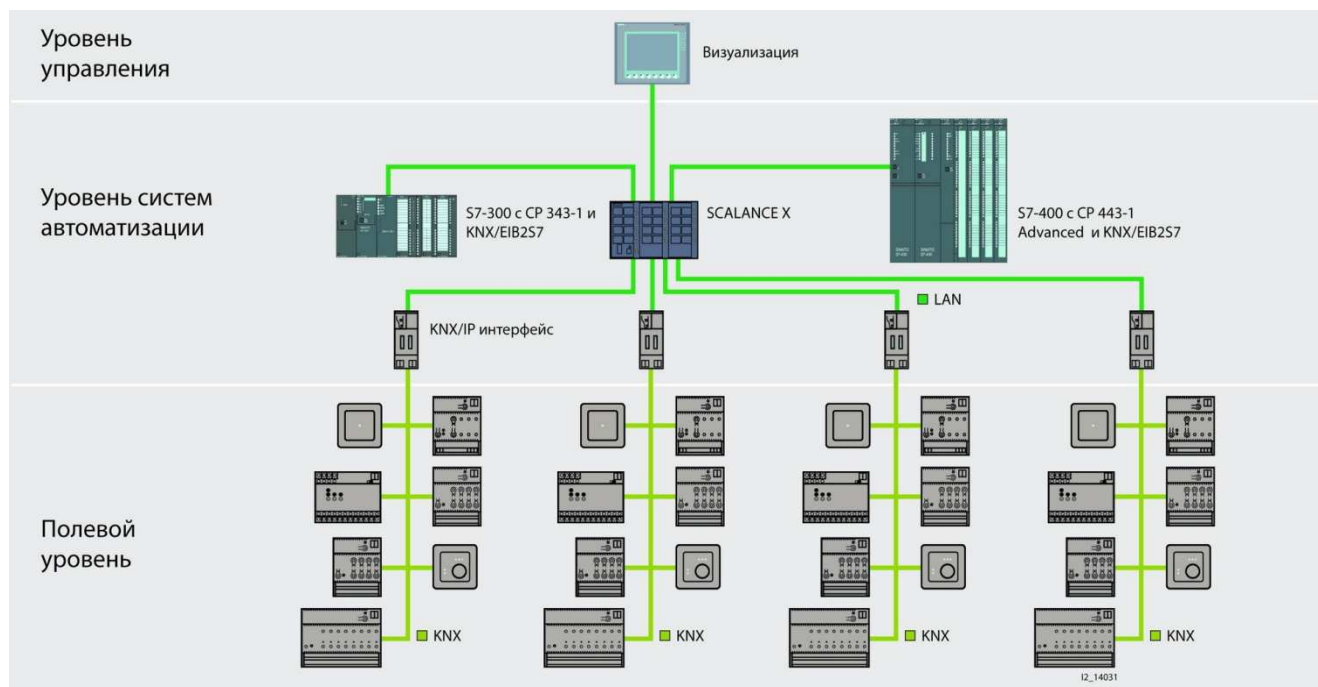 Уровень
управления
Визуализация
Уровень систем
автоматизации
S7-300 с CP 343-1 и
KNX/EIB2S7
SCALANCE X
S7-400 с CP 443-1
Advanced и KNX/EIB2S7
LAN
KNX/IP интерфейс
Полевой
уровень
KNX
KNX
KNX
KNX
I2_14031